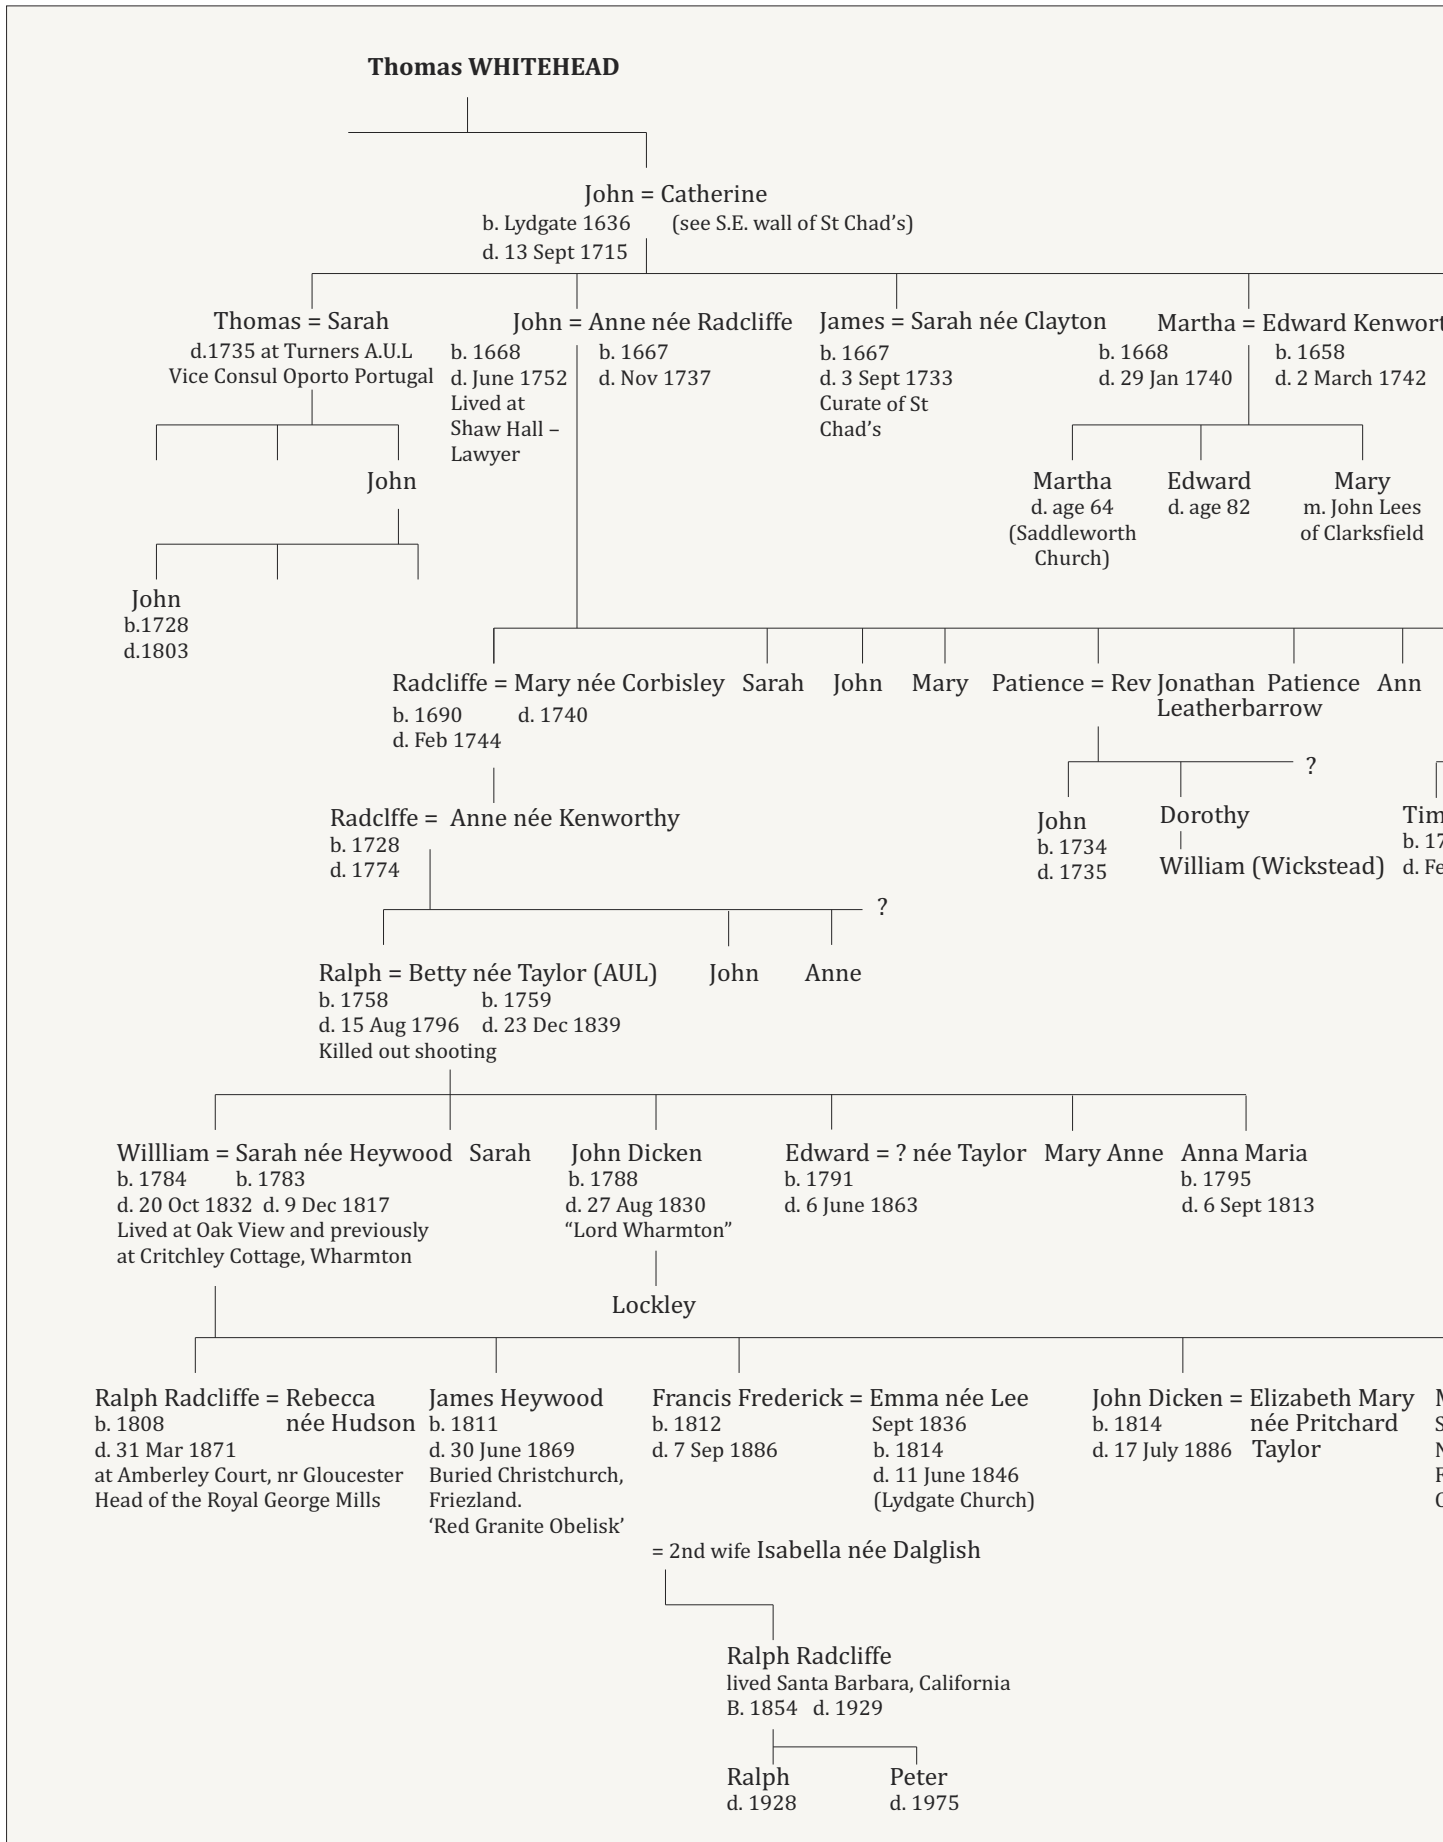 Thomas WHITEHEAD
John = Catherine
b. Lydgate 1636 (see S.E. wall of St Chad's)
d. 13 Sept 1715
Thomas = Sarah
d.1735 at Turners A.U.L
Vice Consul Oporto Portugal
John = Anne née Radcliffe
b. 1668 b. 1667
d. June 1752 d. Nov 1737
Lived at
Shaw Hall –
Lawyer
James = Sarah née Clayton
b. 1667
d. 3 Sept 1733
Curate of St
Chad's
Martha = Edward Kenwort
b. 1668 b. 1658
d. 29 Jan 1740 d. 2 March 1742
John
Martha
d. age 64
(Saddleworth
Church)
Edward
d. age 82
Mary
m. John Lees
of Clarksfield
John
b.1728
d.1803
Radcliffe = Mary née Corbisley
b. 1690 d. 1740
d. Feb 1744
Sarah
John
Mary
Patience = Rev Jonathan
Leatherbarrow
Patience
Ann
?
Radclffe = Anne née Kenworthy
b. 1728
d. 1774
John
b. 1734
d. 1735
Dorothy
William (Wickstead)
Tim
b. 17
d. Fe
?
Ralph = Betty née Taylor (AUL)
b. 1758 b. 1759
d. 15 Aug 1796 d. 23 Dec 1839
Killed out shooting
John
Anne
Willliam = Sarah née Heywood
b. 1784 b. 1783
d. 20 Oct 1832 d. 9 Dec 1817
Lived at Oak View and previously
at Critchley Cottage, Wharmton
Sarah
John Dicken
b. 1788
d. 27 Aug 1830
“Lord Wharmton”
Edward = ? née Taylor
b. 1791
d. 6 June 1863
Mary Anne
Anna Maria
b. 1795
d. 6 Sept 1813
Lockley
Ralph Radcliffe = Rebecca
b. 1808 née Hudson
d. 31 Mar 1871
at Amberley Court, nr Gloucester
Head of the Royal George Mills
James Heywood
b. 1811
d. 30 June 1869
Buried Christchurch,
Friezland.
‘Red Granite Obelisk’
Francis Frederick = Emma née Lee
b. 1812 Sept 1836
d. 7 Sep 1886 b. 1814
d. 11 June 1846
(Lydgate Church)
John Dicken = Elizabeth Mary
b. 1814 née Pritchard
d. 17 July 1886 Taylor
= 2nd wife Isabella née Dalglish
Ralph Radcliffe
lived Santa Barbara, California
B. 1854 d. 1929
Ralph
d. 1928
Peter
d. 1975